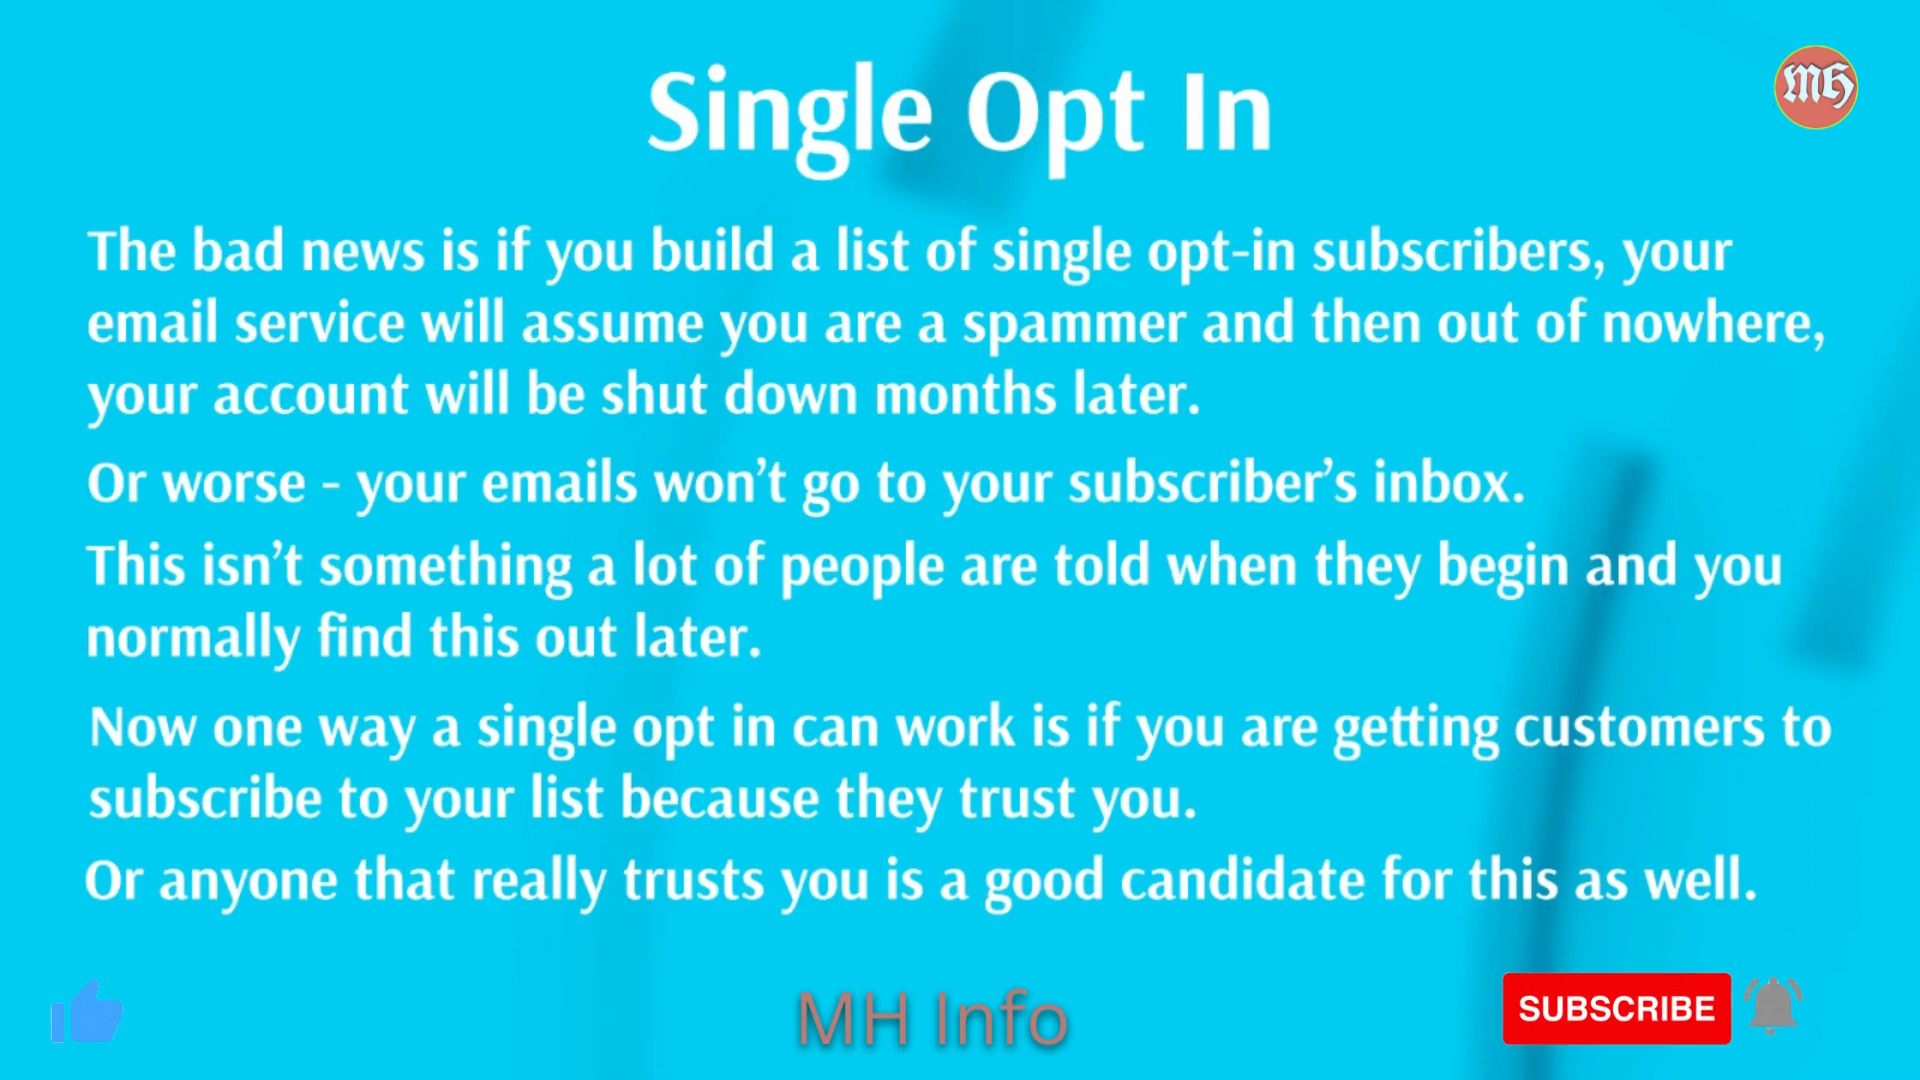 Single Opt In
MH
The bad news is if you build a list of single opt-in subscribers, your
email service will assume you are a spammer and then out of nowhere,
your account will be shut down months later.
Or worse - your emails won’t go to your subscriber’s inbox.
This isn’t something a lot of people are told when they begin and you
normally find this out later.
Now one way a single opt in can work is if you are getting customers to
subscribe to your list because they trust you.
Or anyone that really trusts you is a good candidate for this as well.
MH Info
SUBSCRIBE